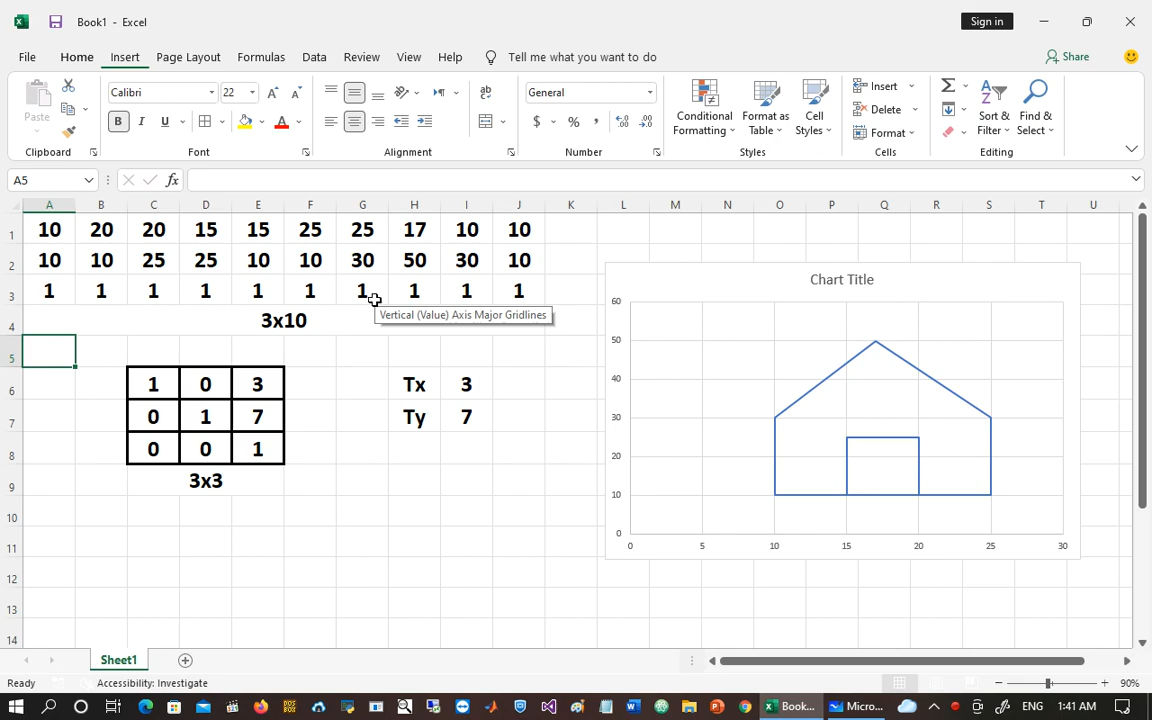 Book1 - Excel
Sign in
File Home Insert Page Layout Formulas Data Review View Help Tell me what you want to do Share
Paste
Calibri 22
B I U
General
$ % ,
Conditional Formatting
Format as Table
Cell Styles
Insert
Delete
Format
Sort & Filter
Find & Select
Clipboard Font Alignment Number Styles Cells Editing
A5 fx
A B C D E F G H I J K L M N O P Q R S T U
1 10 20 20 15 15 25 25 17 10 10
2 10 10 25 25 10 10 30 50 30 10
3 1 1 1 1 1 1 1 1 1 1
Vertical (Value) Axis Major Gridlines
4 3x10
5
6 1 0 3 Tx 3
7 0 1 7 Ty 7
8 0 0 1
9 3x3
10
11
12
13
14
Chart Title
60
50
40
30
20
10
0
0 5 10 15 20 25 30
Sheet1
Ready Accessibility: Investigate 90%
Book... Micro... ENG 1:41 AM